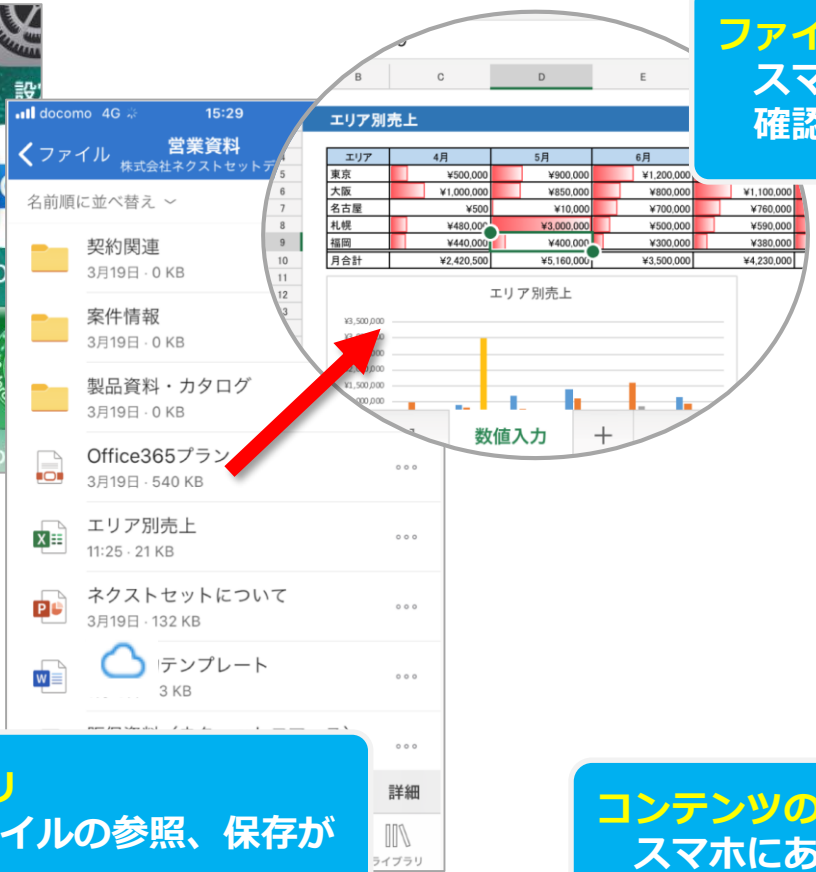 設
docomo 4G 15:29
ファイル
営業資料
株式会社ネクストセットデ
名前順に並べ替え
契約関連
3月19日 · 0 KB
案件情報
3月19日 · 0 KB
製品資料・カタログ
3月19日 · 0 KB
Office365プラン
3月19日 · 540 KB
エリア別売上
11:25 · 21 KB
ネクストセットについて
3月19日 · 132 KB
テンプレート
3 KB
詳細
イブラリ
B C D E
エリア別売上
エリア 4月 5月 6月
5 東京 ¥500,000 ¥900,000 ¥1,200,000
6 大阪 ¥1,000,000 ¥850,000 ¥800,000 ¥1,100,000
7 名古屋 ¥500 ¥10,000 ¥700,000 ¥760,000
8 札幌 ¥480,000 ¥3,000,000 ¥500,000 ¥590,000
9 福岡 ¥440,000 ¥400,000 ¥300,000 ¥380,000
10 月合計 ¥2,420,500 ¥5,160,000 ¥3,500,000 ¥4,230,000
11
12
エリア別売上
¥3,500,000
¥1,500,000
数値入力 +
ファイ
スマ
確認
リ
イルの参照、保存が
コンテンツの
スマホにあ